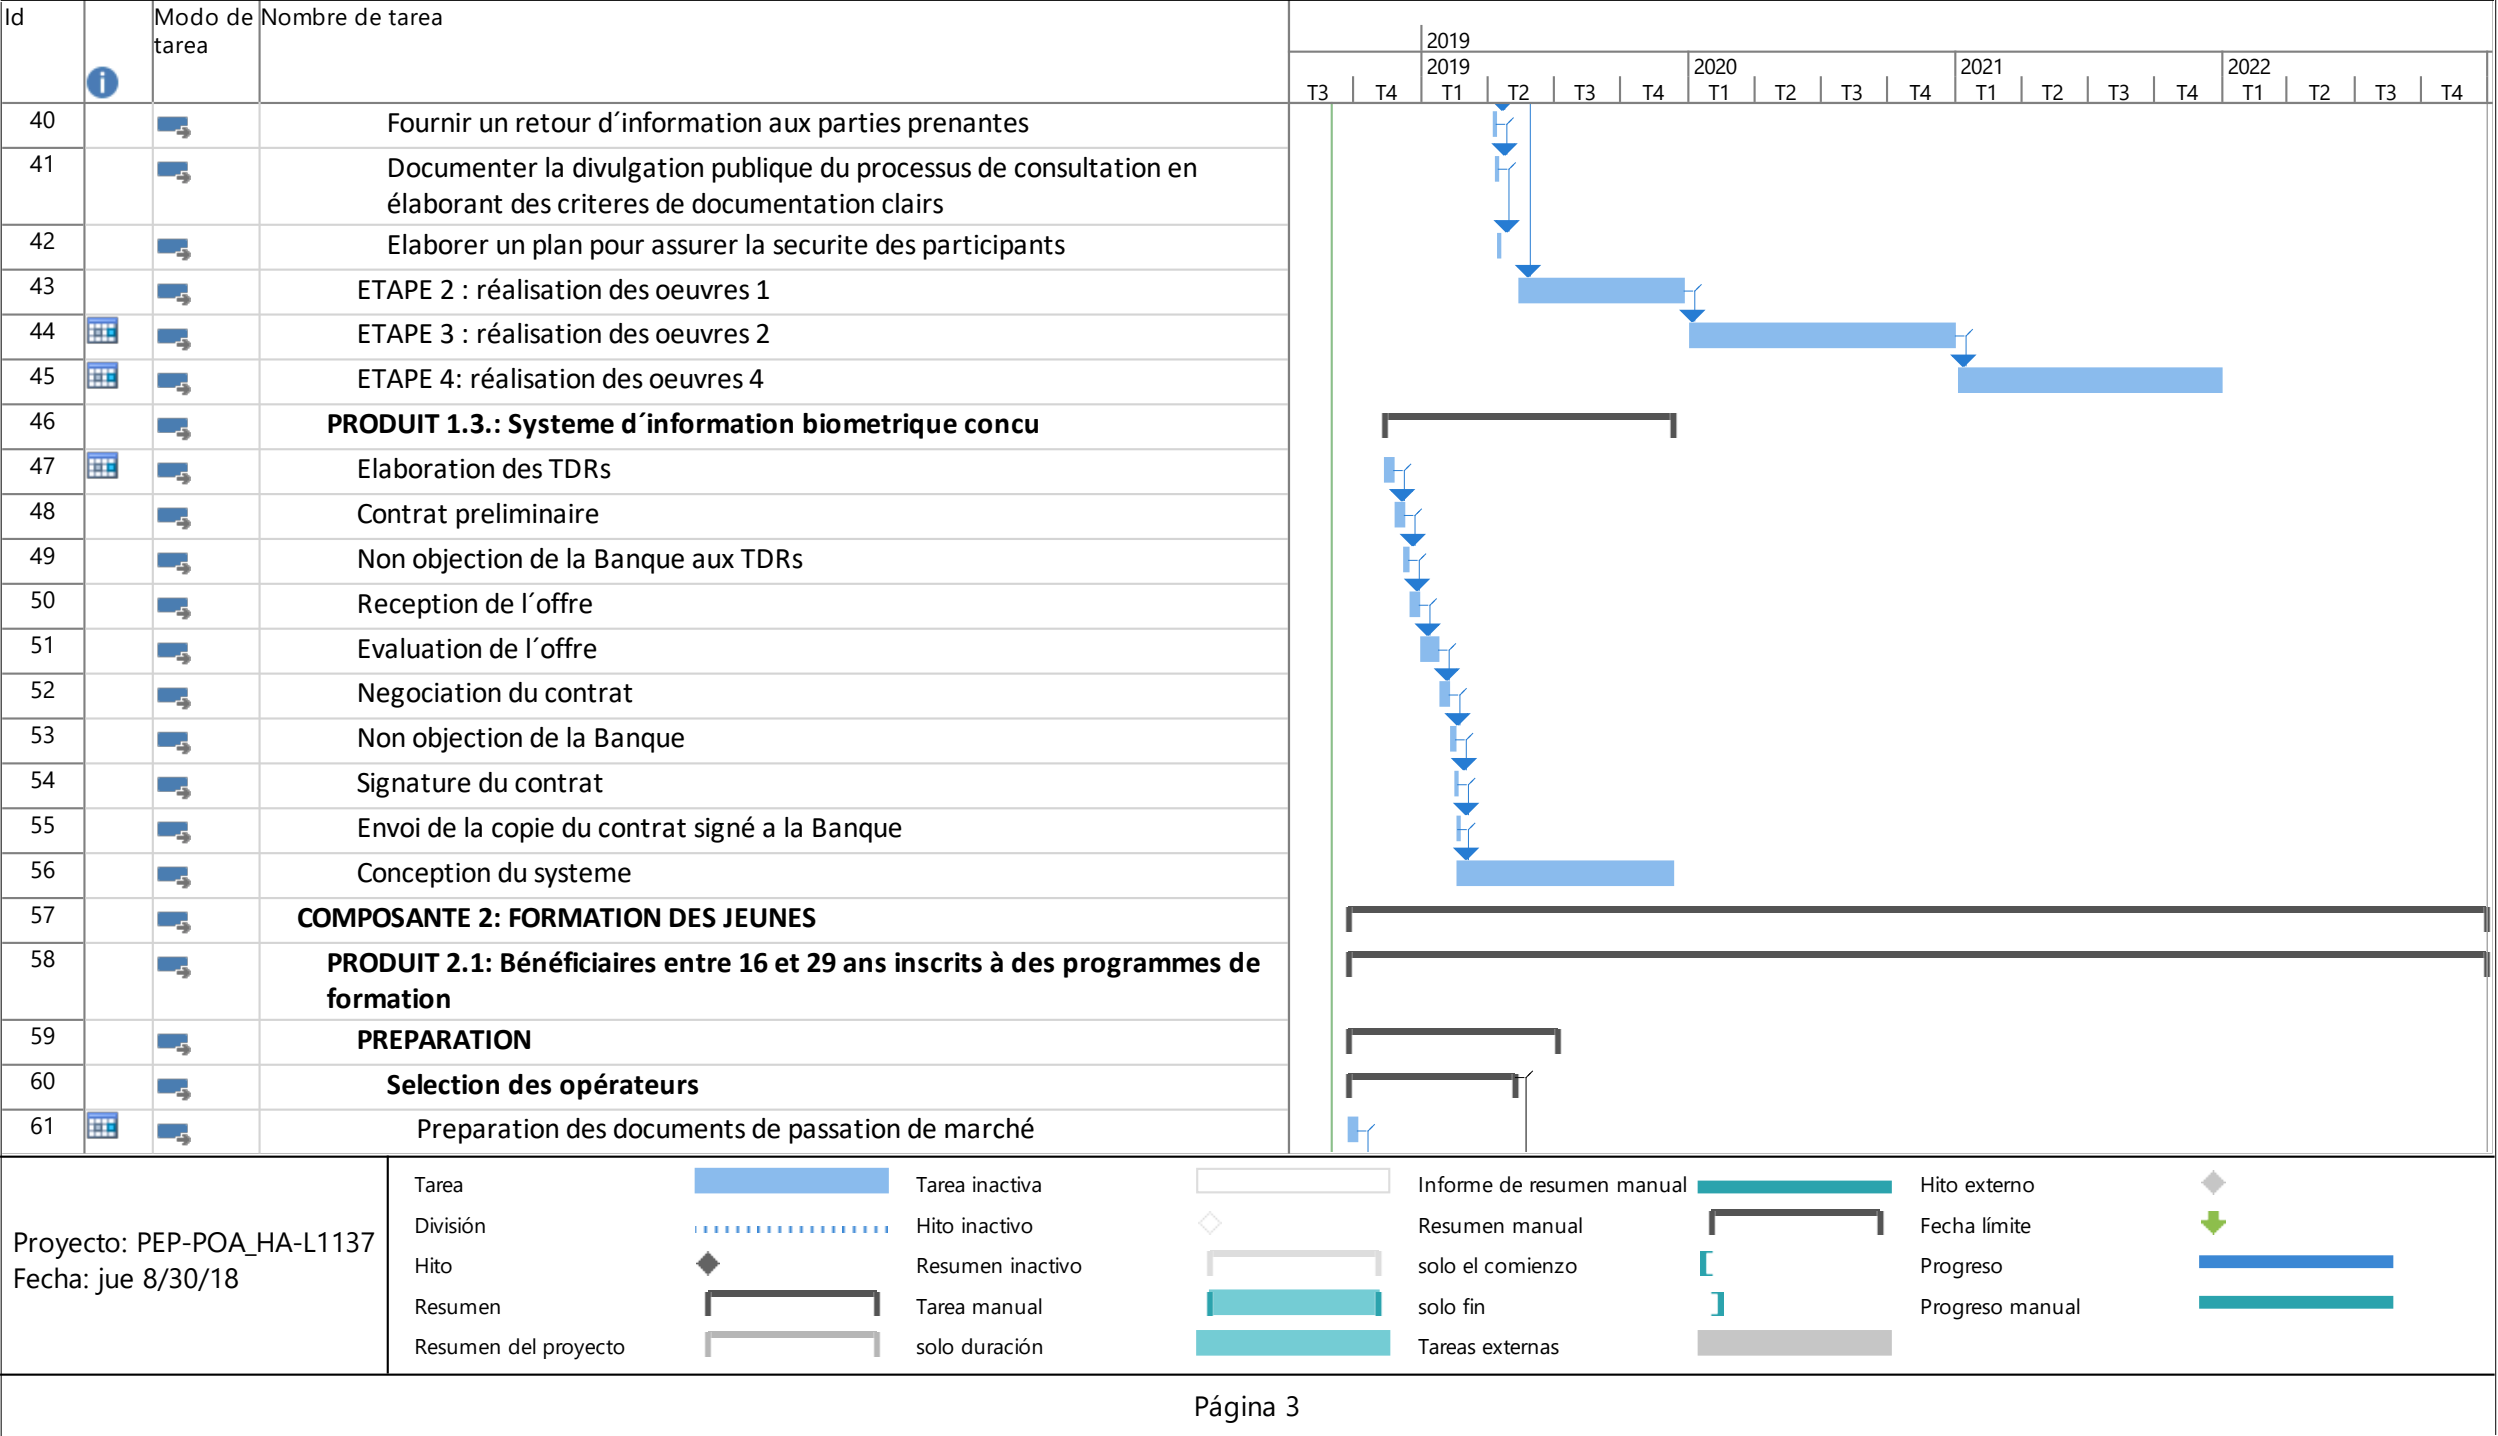 Id
Modo de
tarea
Nombre de tarea
2019
2019 2020 2021 2022
T3 T4 T1 T2 T3 T4 T1 T2 T3 T4 T1 T2 T3 T4 T1 T2 T3 T4
40 Fournir un retour d´information aux parties prenantes
41 Documenter la divulgation publique du processus de consultation en
élaborant des criteres de documentation clairs
42 Elaborer un plan pour assurer la securite des participants
43 ETAPE 2 : réalisation des oeuvres 1
44 ETAPE 3 : réalisation des oeuvres 2
45 ETAPE 4: réalisation des oeuvres 4
46 PRODUIT 1.3.: Systeme d´information biometrique concu
47 Elaboration des TDRs
48 Contrat preliminaire
49 Non objection de la Banque aux TDRs
50 Reception de l´offre
51 Evaluation de l´offre
52 Negociation du contrat
53 Non objection de la Banque
54 Signature du contrat
55 Envoi de la copie du contrat signé a la Banque
56 Conception du systeme
57 COMPOSANTE 2: FORMATION DES JEUNES
58 PRODUIT 2.1: Bénéficiaires entre 16 et 29 ans inscrits à des programmes de
formation
59 PREPARATION
60 Selection des opérateurs
61 Preparation des documents de passation de marché
Proyecto: PEP-POA_HA-L1137
Fecha: jue 8/30/18
Tarea
División
Hito
Resumen
Resumen del proyecto
Tarea inactiva
Hito inactivo
Resumen inactivo
Tarea manual
solo duración
Informe de resumen manual
Resumen manual
solo el comienzo
solo fin
Tareas externas
Hito externo
Fecha límite
Progreso
Progreso manual
Página 3